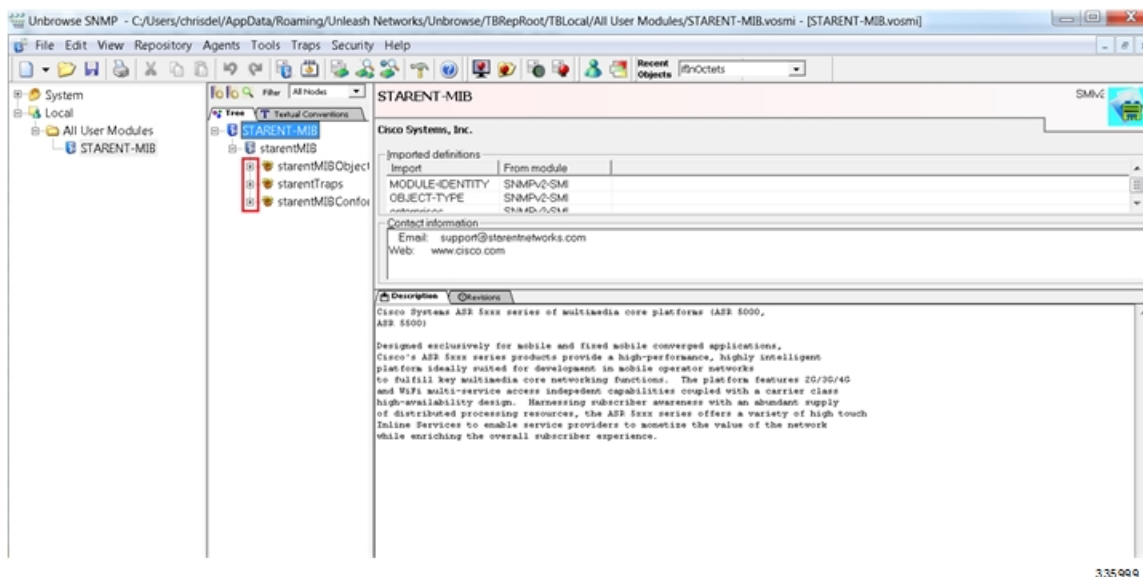 Unbrowse SNMP - C:/Users/chrisdel/AppData/Roaming/Unleash Networks/Unbrowse/TBRepRoot/TBLocal/All User Modules/STARENT-MIB.vosmi - [STARENT-MIB.vosmi]
File Edit View Repository Agents Tools Traps Security Help
Recent Objects ifInOctets
System
Local
All User Modules
STARENT-MIB
Filter All Nodes
Tree Textual Conventions
STARENT-MIB
starentMIB
starentMIBObject
starentTraps
starentMIBConfor
STARENT-MIB
SMIv2
Cisco Systems, Inc.
Imported definitions
Import From module
MODULE-IDENTITY SNMPv2-SMI
OBJECT-TYPE SNMPv2-SMI
enterprises SNMPv2-SMI
Contact information
Email: support@starentnetworks.com
Web: www.cisco.com
Description Revisions
Cisco Systems ASR 5xxx series of multimedia core platforms (ASR 5000,
ASR 5500)
Designed exclusively for mobile and fixed mobile converged applications,
Cisco's ASR 5xxx series products provide a high-performance, highly intelligent
platform ideally suited for development in mobile operator networks
to fulfill key multimedia core networking functions. The platform features 2G/3G/4G
and WiFi multi-service access indepedent capabilities coupled with a carrier class
high-availability design. Harnessing subscriber awareness with an abundant supply
of distributed processing resources, the ASR 5xxx series offers a variety of high touch
Inline Services to enable service providers to monetize the value of the network
while enriching the overall subscriber experience.
335999